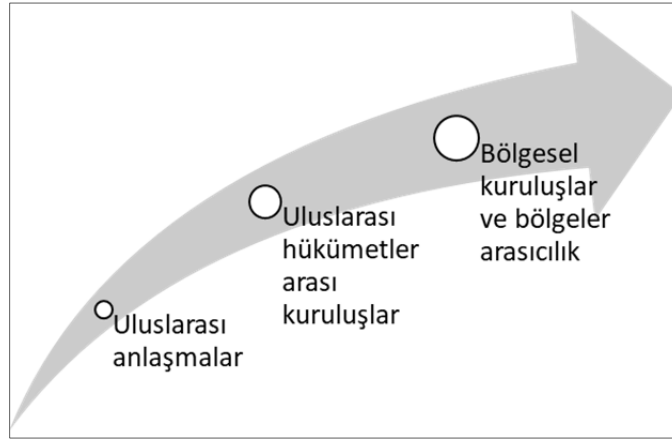 Bölgesel
kuruluşlar
ve bölgeler
arasıcılık
Uluslarası
hükümetler
arası
kuruluşlar
Uluslarası
anlaşmalar